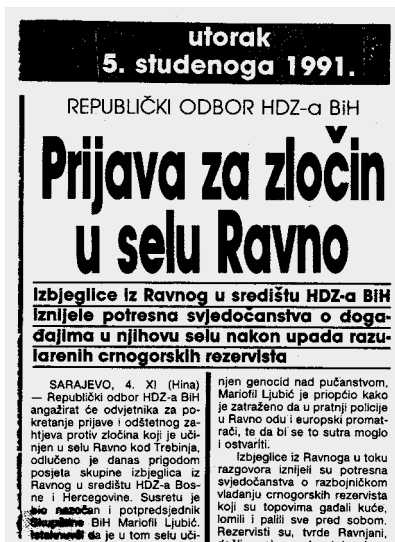 utorak
5. studenoga 1991.
REPUBLIČKI ODBOR HDZ-a BiH
Prijava za zločin
u selu Ravno
Izbjeglice iz Ravnog u središtu HDZ-a BiH
iznijele potresna svjedočanstva o doga-
đajima u njihovu selu nakon upada razu-
larenih crnogorskih rezervista
SARAJEVO, 4. XI (Hina)
— Republički odbor HDZ-a BiH
angažirat će odvjetnika za po-
kretanje prijave i odštetnog za-
htjeva protiv zločina koji je uči-
njen u selu Ravno kod Trebinja,
odlučeno je danas prigodom
posjeta skupine izbjeglica iz
Ravnog u središtu HDZ-a Bos-
ne i Hercegovine. Susretu je
bio nazočan i potpredsjednik
Skupštine BiH Mariofil Ljubić.
Istaknuvši da je u tom selu uči-
njen genocid nad pučanstvom,
Mariofil Ljubić je priopćio kako
je zatraženo da u pratnji policije
u Ravno odu i europski promat-
rači, te da bi se to sutra moglo
i ostvariti.
Izbjeglice iz Ravnoga u toku
razgovora iznijeli su potresna
svjedočanstva o razbojničkom
vladanju crnogorskih rezervista
koji su topovima gađali kuće,
lomili i palili sve pred sobom.
Rezervisti su, tvrde Ravnjani,